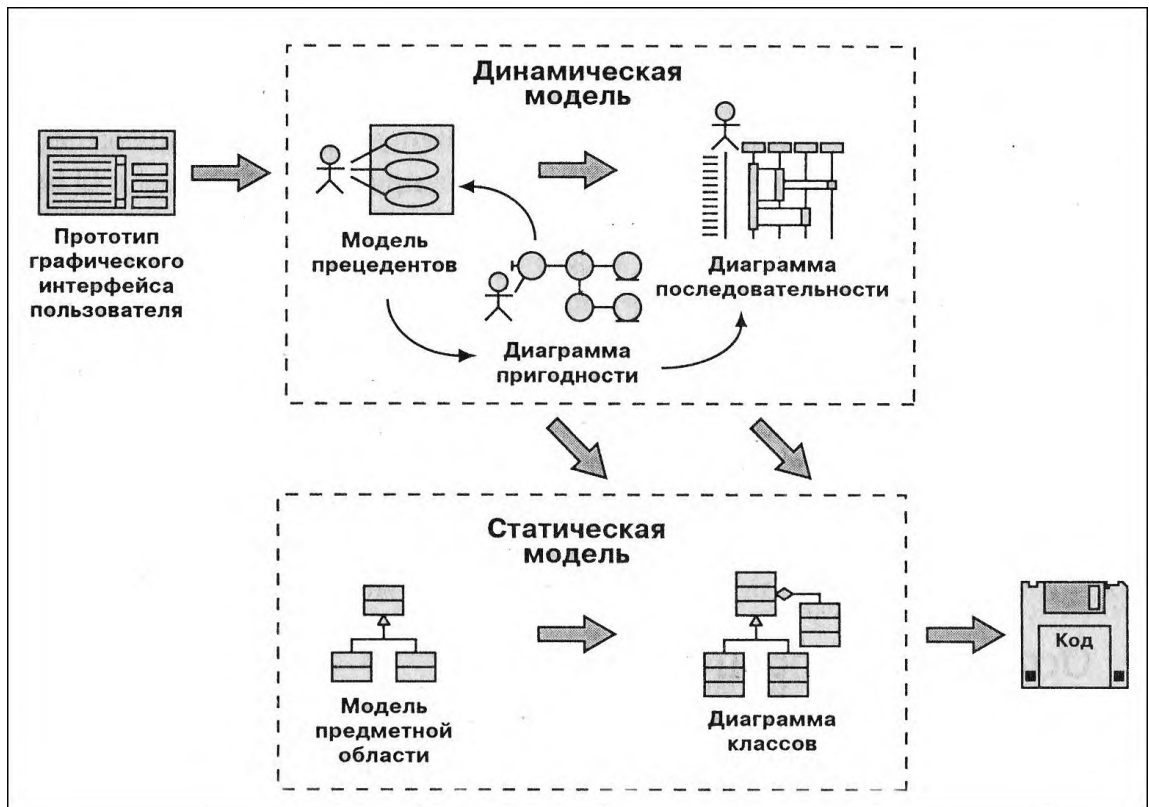 Динамическая
модель
Прототип
графического
интерфейса
пользователя
Модель
прецедентов
Диаграмма
последовательности
Диаграмма
пригодности
Статическая
модель
Модель
предметной
области
Диаграмма
классов
Код